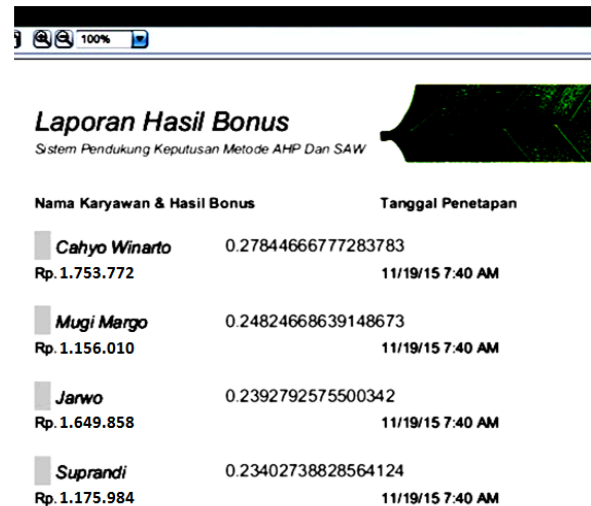 100%
Laporan Hasil Bonus
Sistem Pendukung Keputusan Metode AHP Dan SAW
Nama Karyawan & Hasil Bonus Tanggal Penetapan
Cahyo Winarto 0.27844666777283783
Rp. 1.753.772 11/19/15 7:40 AM
Mugi Margo 0.24824668639148673
Rp. 1.156.010 11/19/15 7:40 AM
Jarwo 0.2392792575500342
Rp. 1.649.858 11/19/15 7:40 AM
Suprandi 0.23402738828564124
Rp. 1.175.984 11/19/15 7:40 AM